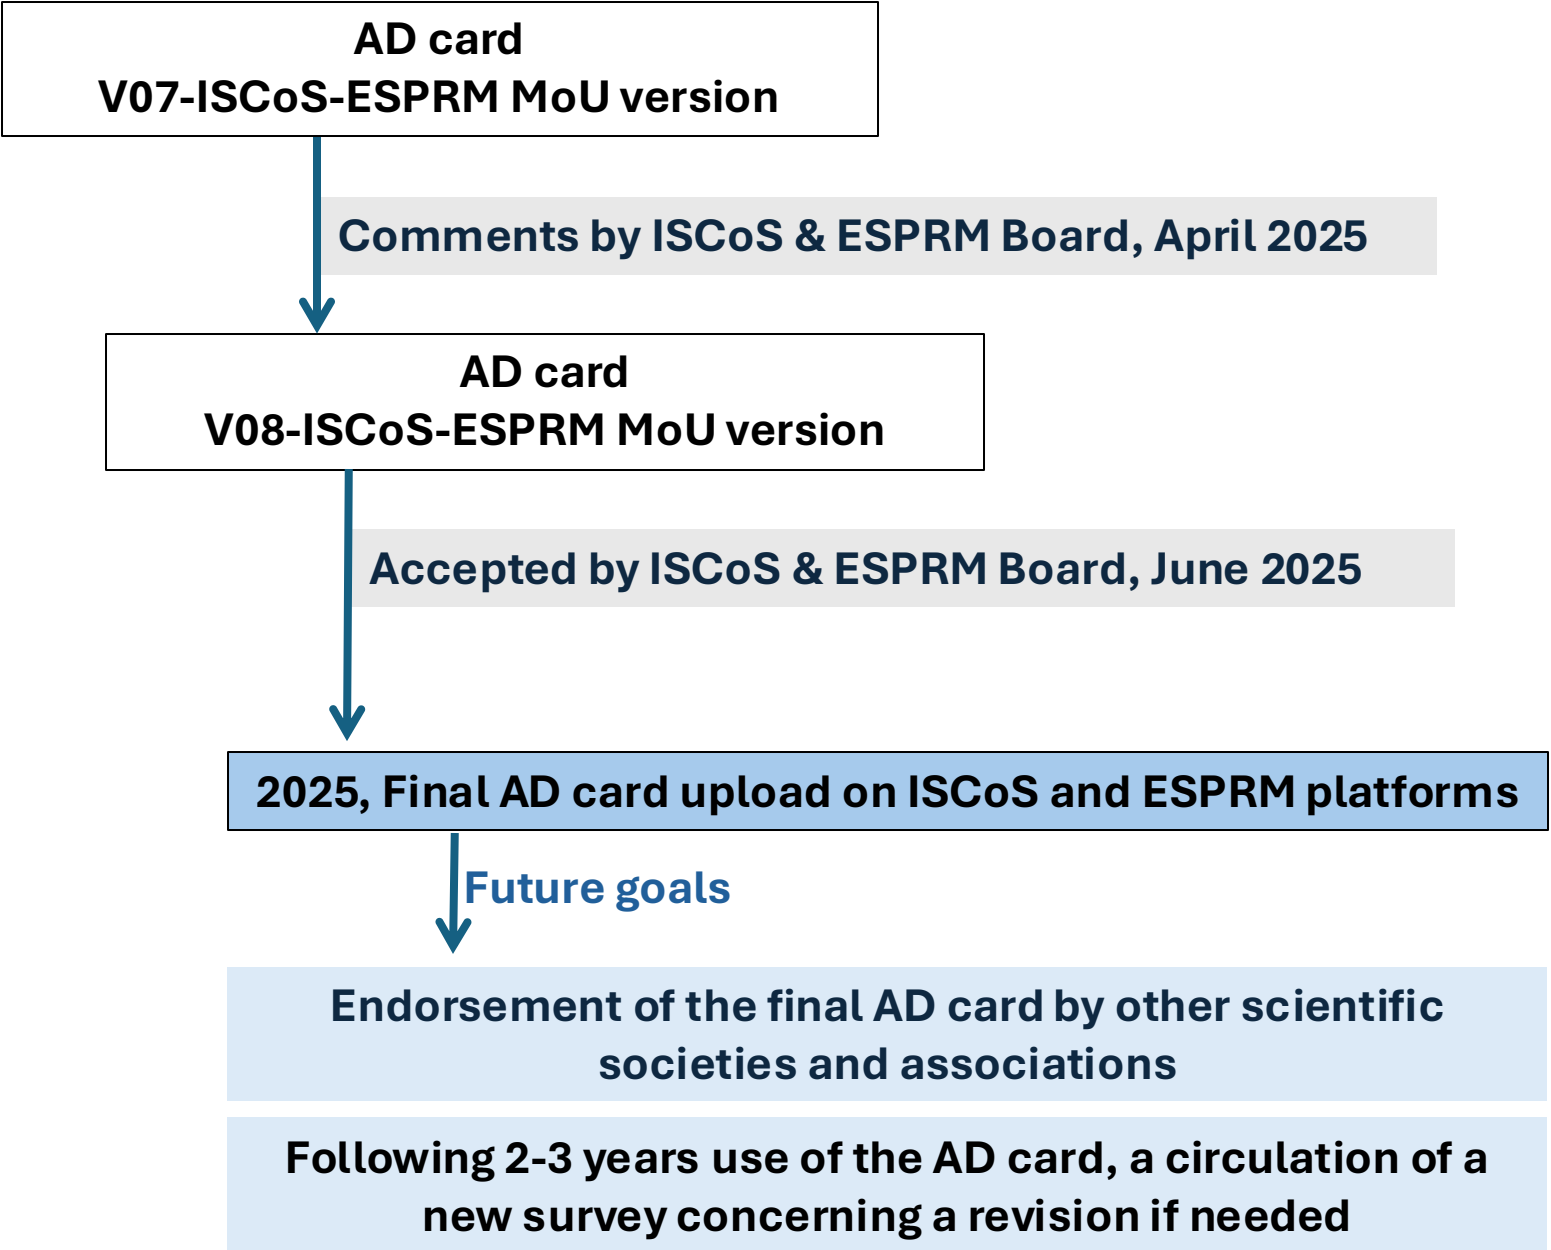 AD card
V07-ISCoS-ESPRM MoU version
Comments by ISCoS & ESPRM Board, April 2025
AD card
V08-ISCoS-ESPRM MoU version
Accepted by ISCoS & ESPRM Board, June 2025
2025, Final AD card upload on ISCoS and ESPRM platforms
Future goals
Endorsement of the final AD card by other scientific
societies and associations
Following 2-3 years use of the AD card, a circulation of a
new survey concerning a revision if needed